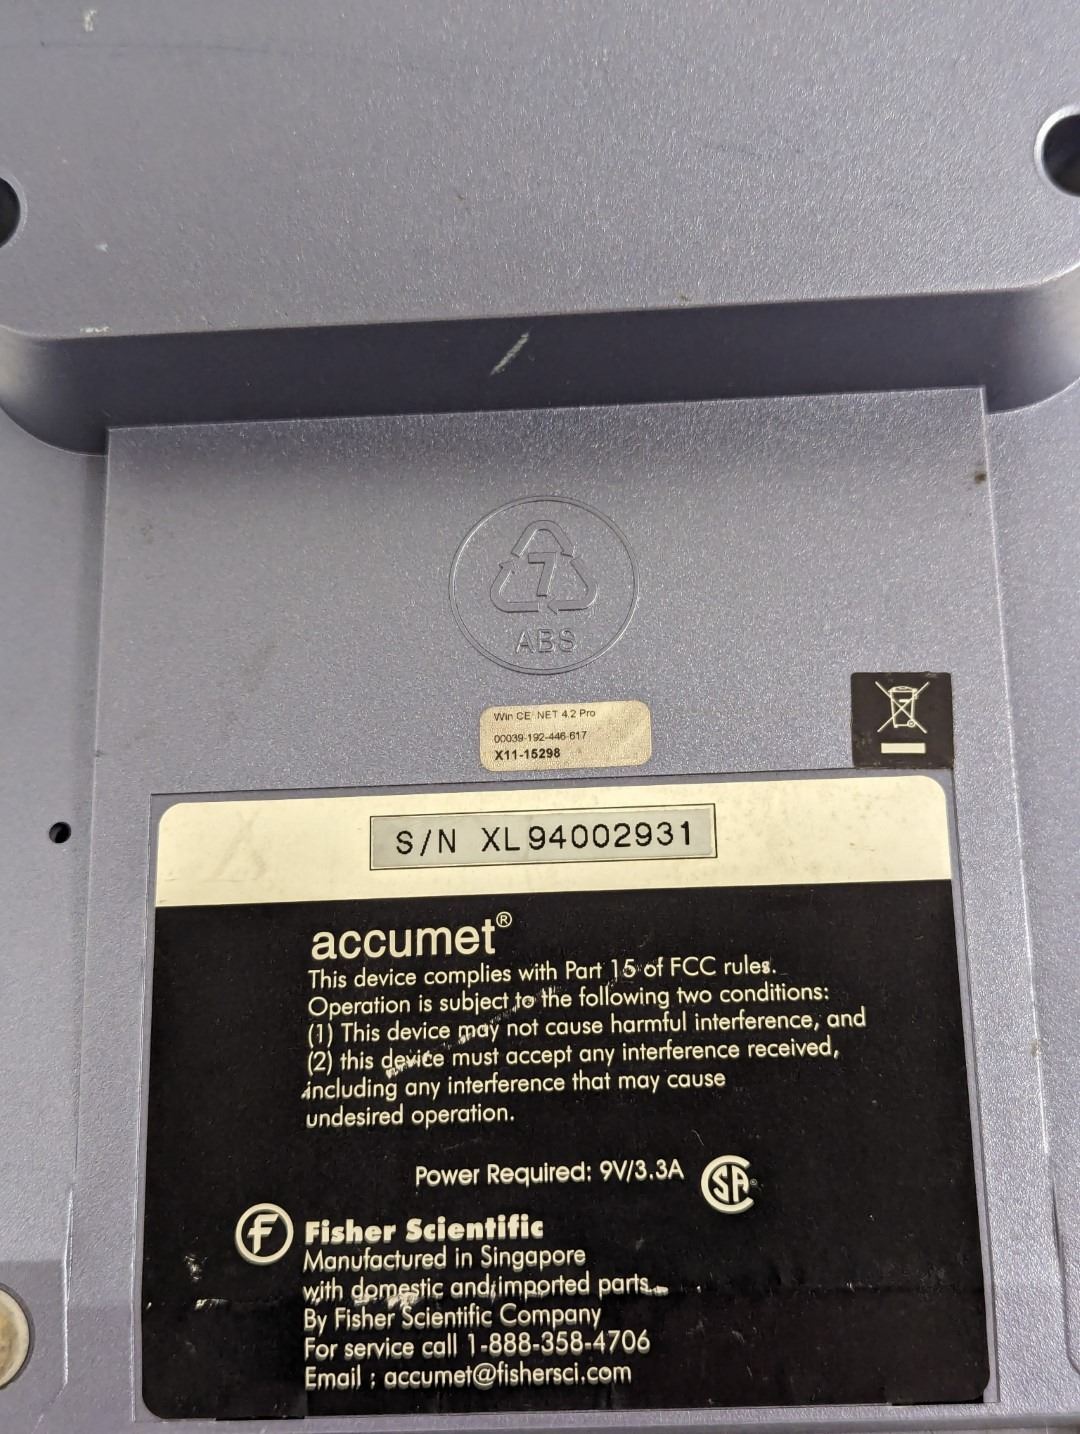 7
ABS
Win CE NET 4.2 Pro
00039-192-446-617
X11-15298
S/N XL94002931
accumet®
This device complies with Part 15 of FCC rules.
Operation is subject to the following two conditions:
(1) This device may not cause harmful interference, and
(2) this device must accept any interference received,
including any interference that may cause
undesired operation.
Power Required: 9V/3.3A
SA®
f Fisher Scientific
Manufactured in Singapore
with domestic and imported parts
By Fisher Scientific Company
For service call 1-888-358-4706
Email : accumet@fishersci.com